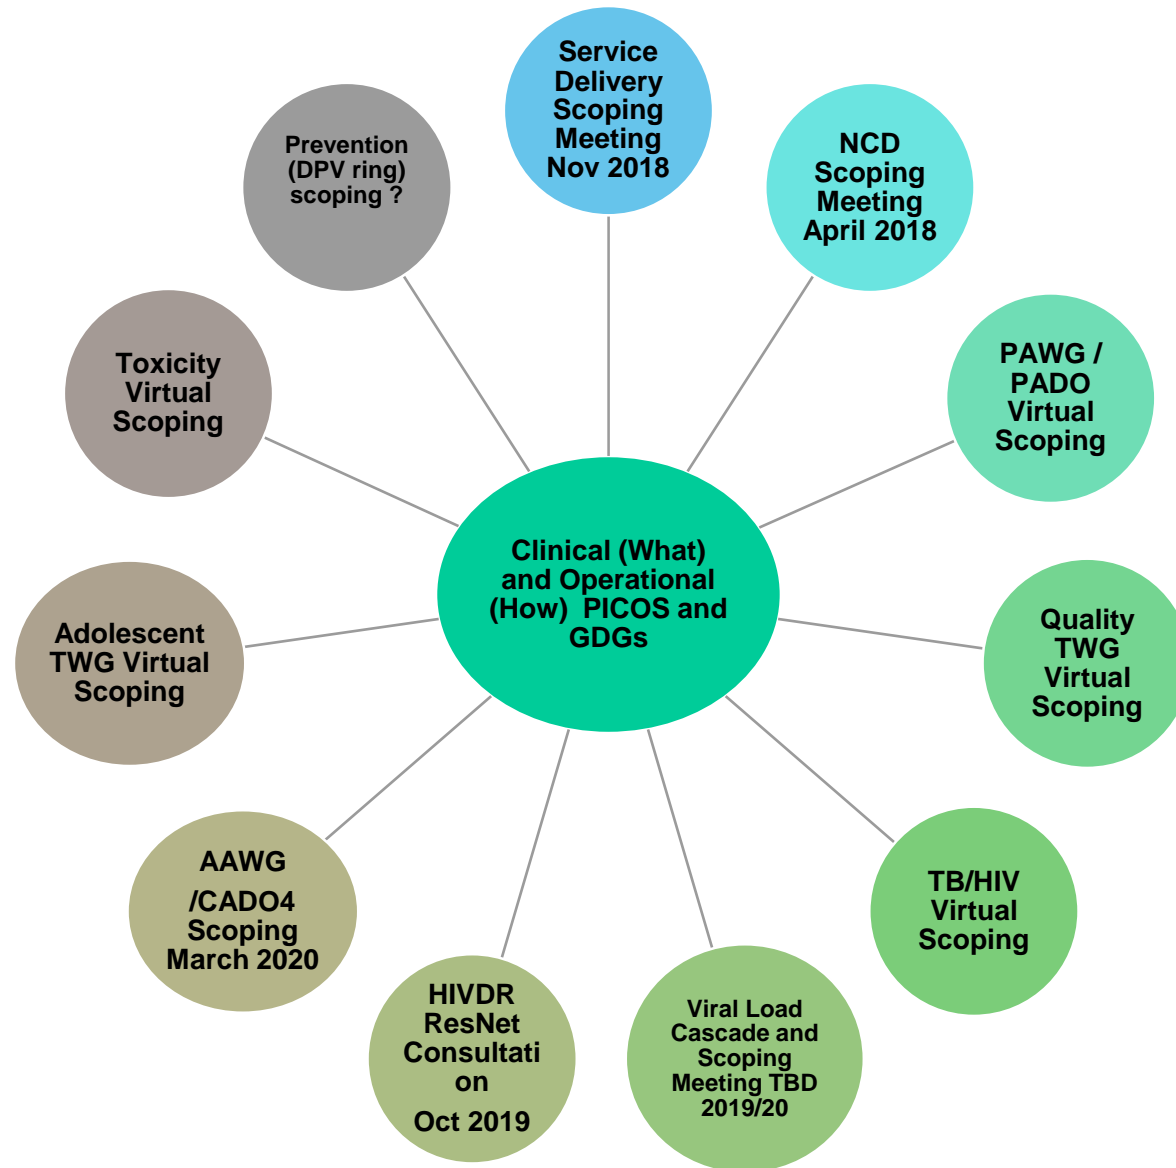 Service
Delivery
Scoping
Meeting
Nov 2018
NCD
Scoping
Meeting
April 2018
PAWG /
PADO
Virtual
Scoping
Quality
TWG
Virtual
Scoping
TB/HIV
Virtual
Scoping
Viral Load
Cascade and
Scoping
Meeting TBD
2019/20
HIVDR
ResNet
Consultati
on
Oct 2019
AAWG
/CADO4
Scoping
March 2020
Adolescent
TWG Virtual
Scoping
Toxicity
Virtual
Scoping
Prevention
(DPV ring)
scoping ?
Clinical (What)
and Operational
(How) PICOS and
GDGs